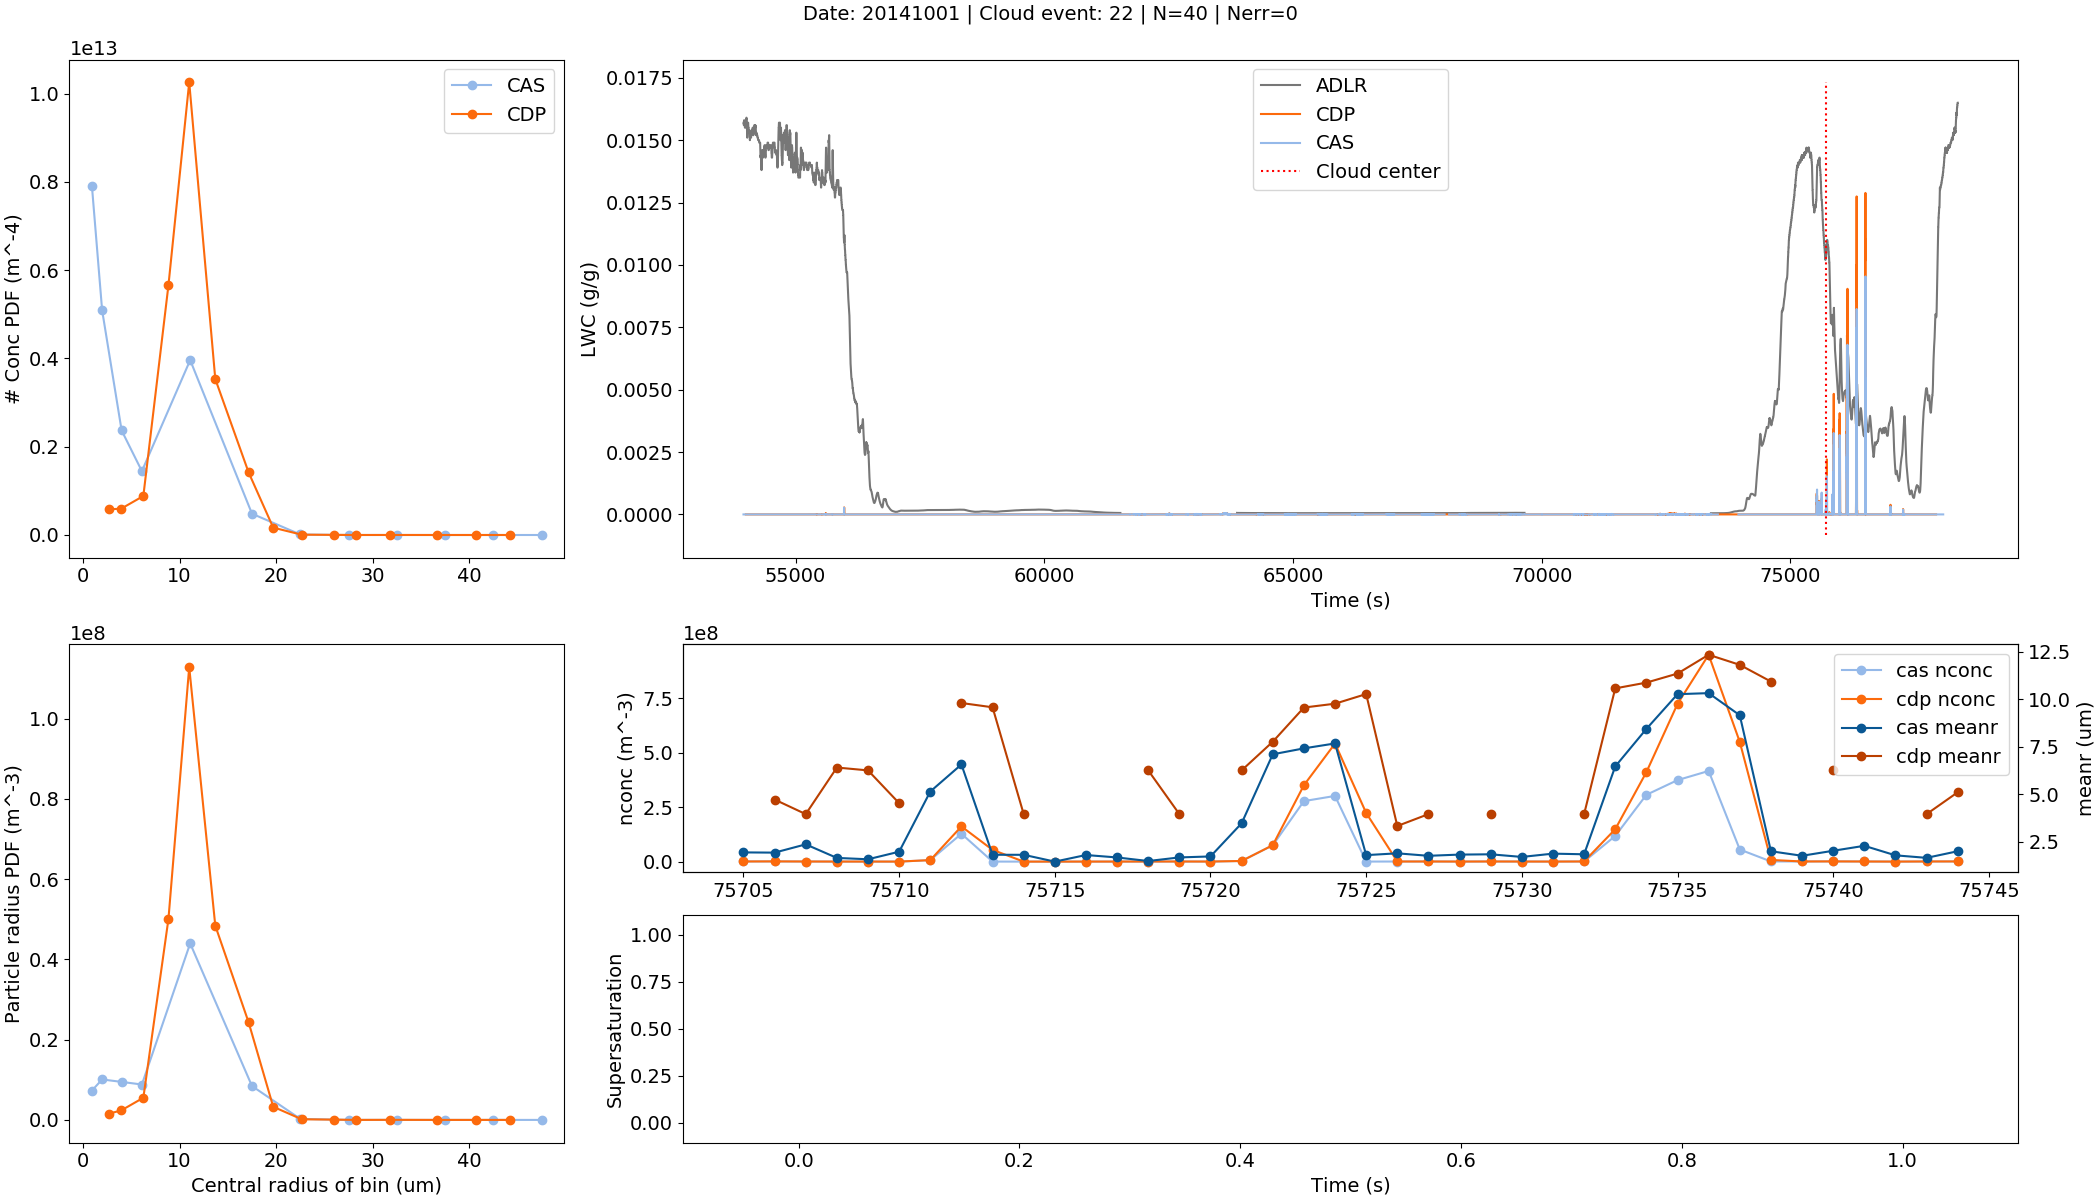 Date: 20141001 | Cloud event: 22 | N=40 | Nerr=0
1e13
# Conc PDF (m^-4)
1.0
0.8
0.6
0.4
0.2
0.0
0 10 20 30 40
CAS
CDP
LWC (g/g)
0.0175
0.0150
0.0125
0.0100
0.0075
0.0050
0.0025
0.0000
55000 60000 65000 70000 75000
Time (s)
ADLR
CDP
CAS
Cloud center
1e8
Particle radius PDF (m^-3)
1.0
0.8
0.6
0.4
0.2
0.0
0 10 20 30 40
Central radius of bin (um)
1e8
nconc (m^-3)
7.5
5.0
2.5
0.0
75705 75710 75715 75720 75725 75730 75735 75740 75745
12.5
10.0
7.5
5.0
2.5
meanr (um)
cas nconc
cdp nconc
cas meanr
cdp meanr
Supersaturation
1.00
0.75
0.50
0.25
0.00
0.0 0.2 0.4 0.6 0.8 1.0
Time (s)